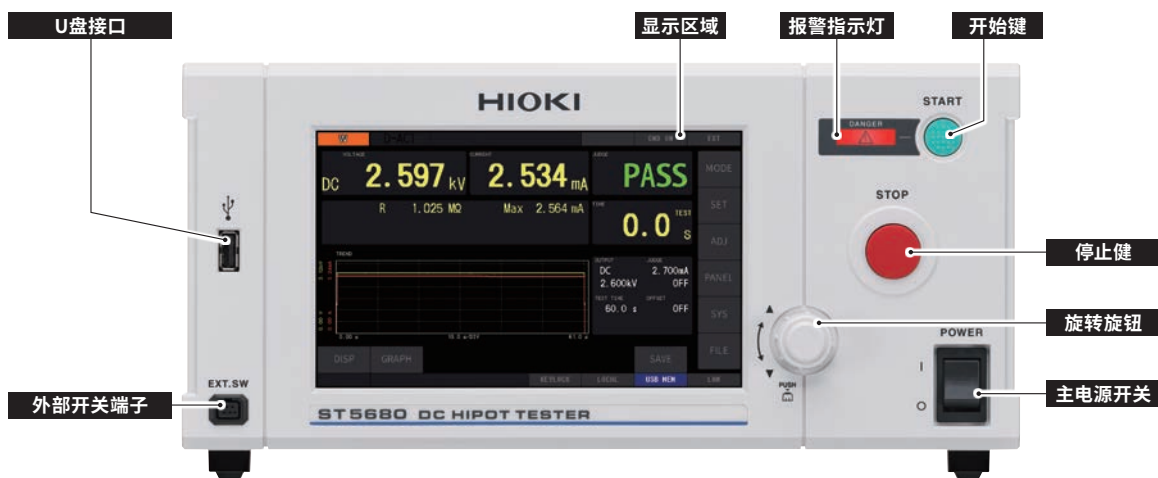 U盘接口
显示区域
报警指示灯
开始键
HIOKI
START
DANGER
VOLTAGE
CURRENT
JUDGE
EXT
DC 2.597 kV
2.534 mA
PASS
MODE
R 1.025 MΩ
Max 2.564 mA
TIME
TEST
0.0 s
SET
ADJ
STOP
停止健
TREND
OUTPUT
JUDGE
DC 2.700mA
2.600kV OFF
TEST TIME
OFFSET
60.0 s OFF
PANEL
SYS
旋转旋钮
DISP
GRAPH
SAVE
FILE
POWER
主电源开关
KEYLOCK
USB MEM
LAN
PUSH
EXT.SW
外部开关端子
ST5680 DC HIPOT TESTER